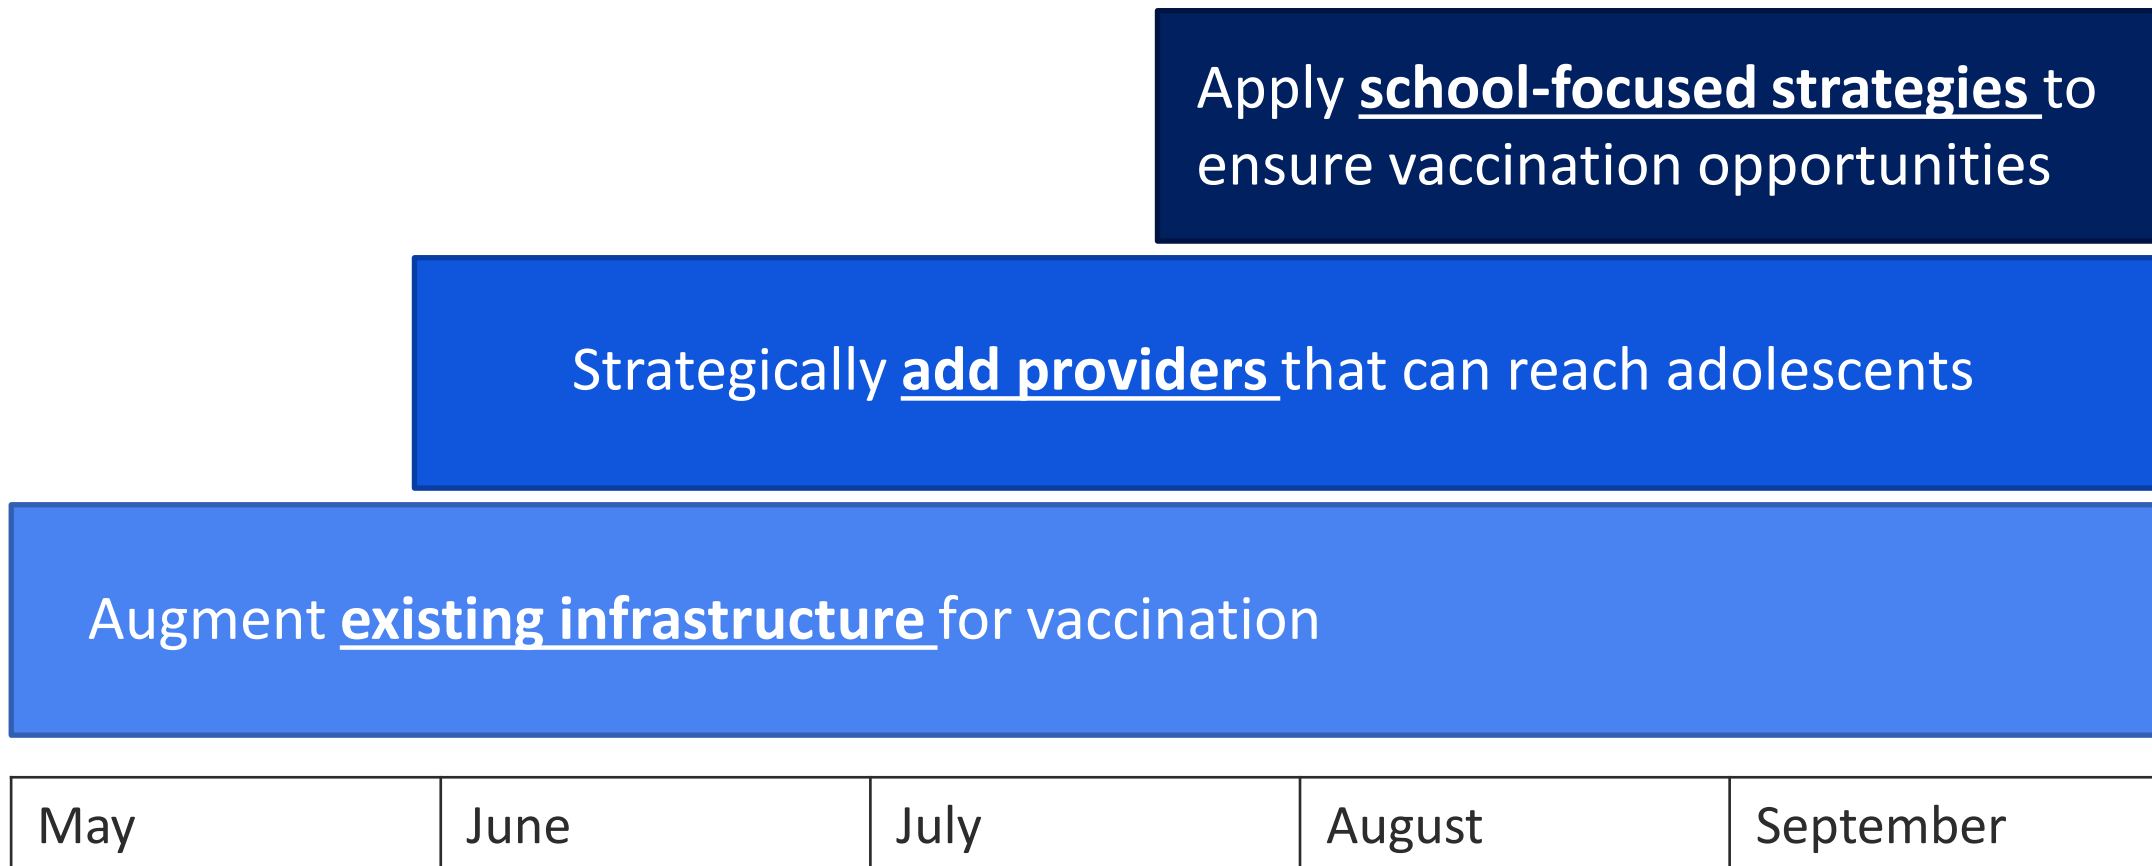 Apply school-focused strategies to
ensure vaccination opportunities
Strategically add providers that can reach adolescents
Augment existing infrastructure for vaccination
May June July August September